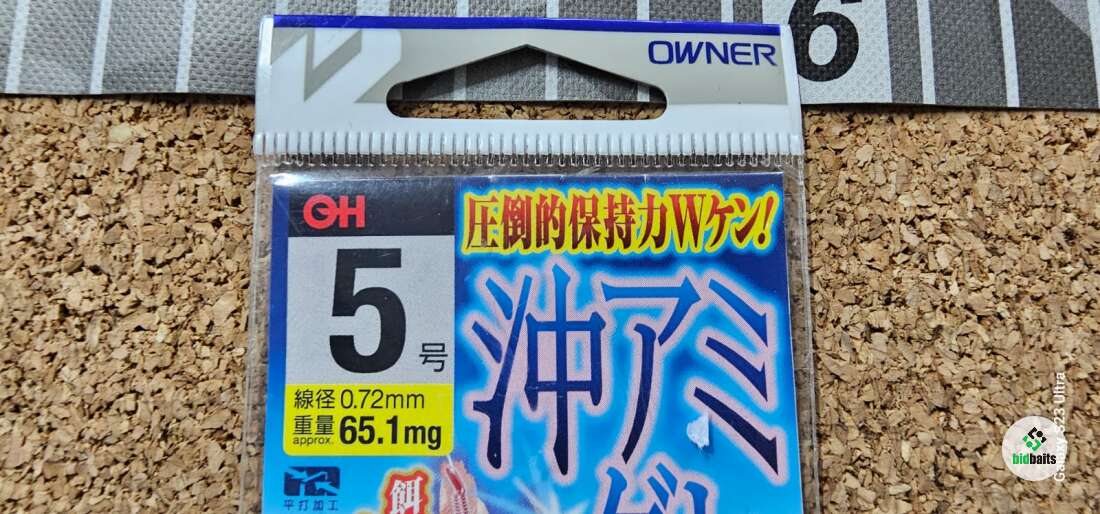 6
OWNER
OH
圧倒的保持力Wケン!
5号
沖アミ
線径0.72mm
重量
approx.
65.1mg
平打加工
餌
Galaxy S23 Ultra
bidbaits